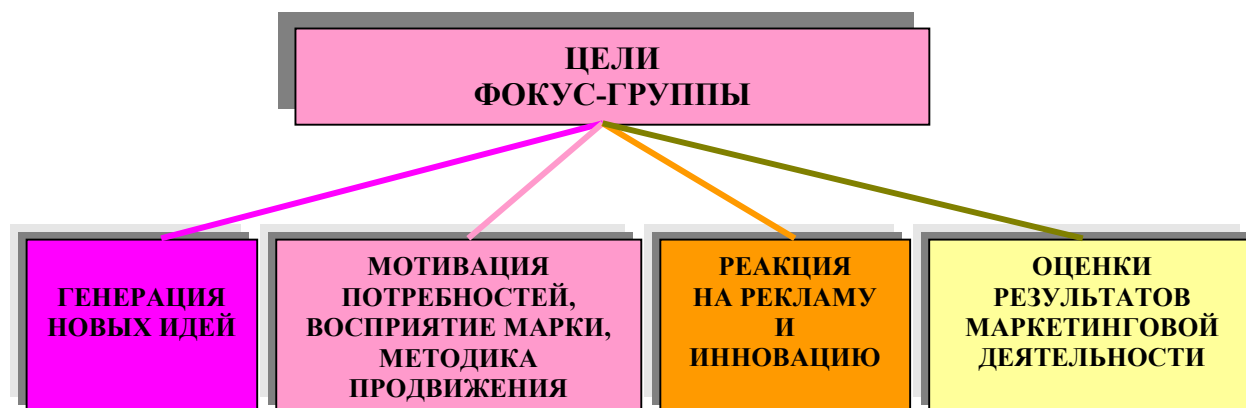 ЦЕЛИ
ФОКУС-ГРУППЫ
ГЕНЕРАЦИЯ
НОВЫХ ИДЕЙ
МОТИВАЦИЯ
ПОТРЕБНОСТЕЙ,
ВОСПРИЯТИЕ МАРКИ,
МЕТОДИКА
ПРОДВИЖЕНИЯ
РЕАКЦИЯ
НА РЕКЛАМУ
И
ИННОВАЦИЮ
ОЦЕНКИ
РЕЗУЛЬТАТОВ
МАРКЕТИНГОВОЙ
ДЕЯТЕЛЬНОСТИ